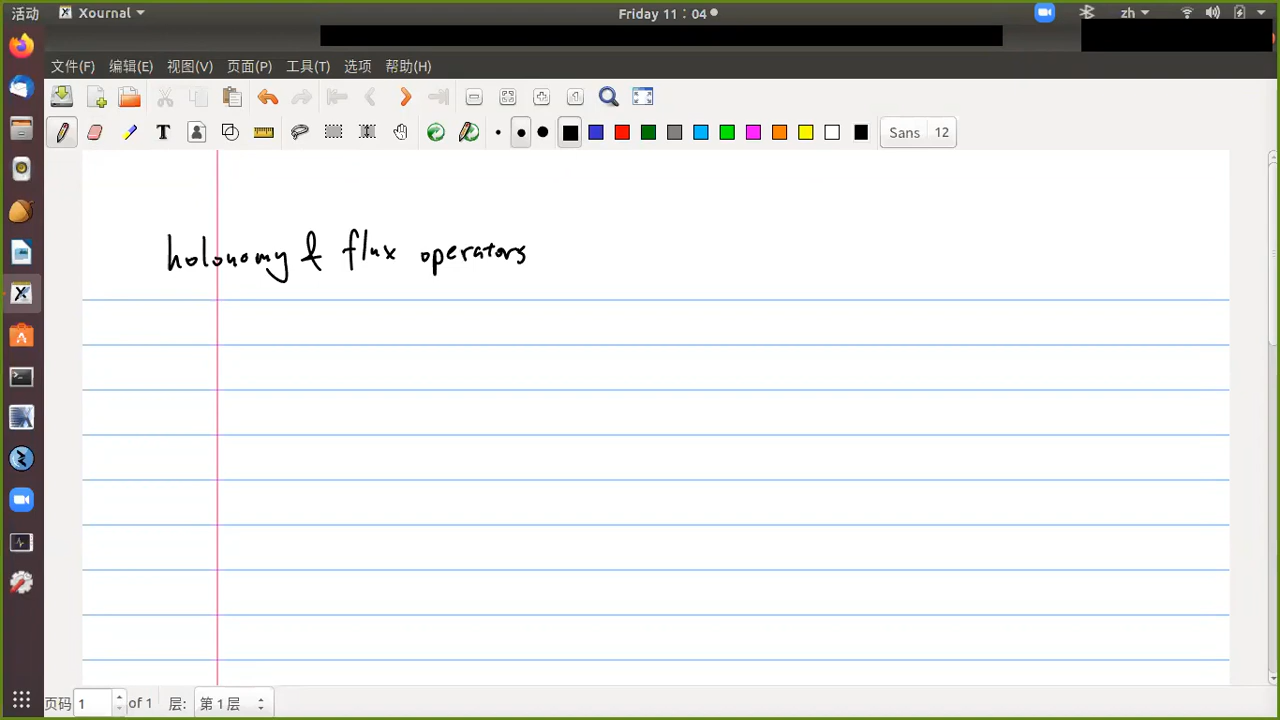 活动 Xournal Friday 11：04 zh
文件(F) 编辑(E) 视图(V) 页面(P) 工具(T) 选项 帮助(H)
T Sans 12
holonomy & flux operators
页码 1 of 1 层: 第 1 层